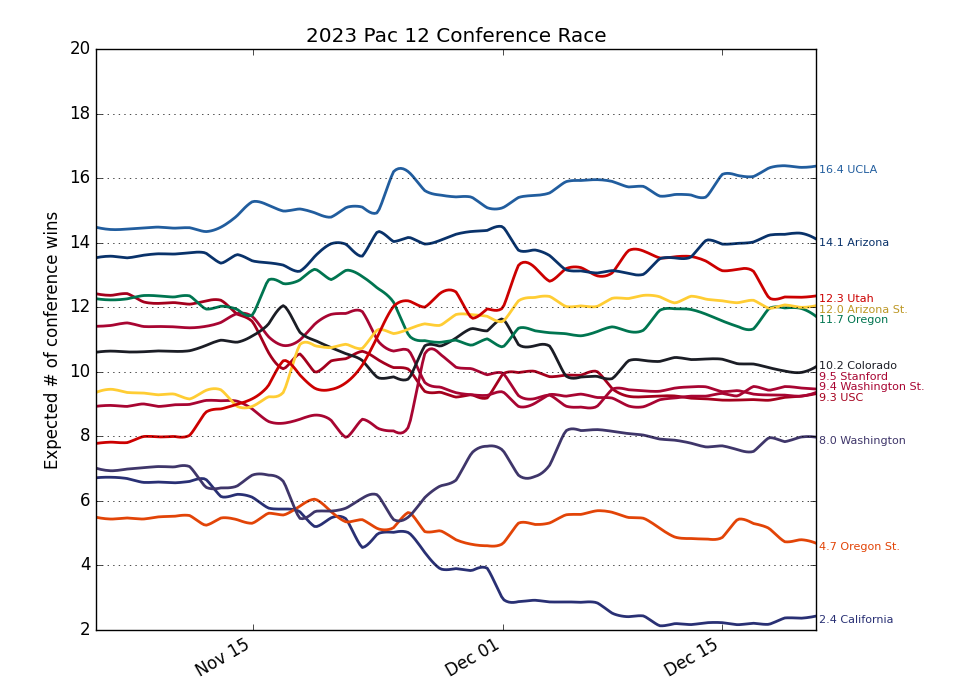 2023 Pac 12 Conference Race
Expected # of conference wins
20
18
16
14
12
10
8
6
4
2
Nov 15
Dec 01
Dec 15
16.4 UCLA
14.1 Arizona
12.3 Utah
12.0 Arizona St.
11.7 Oregon
10.2 Colorado
9.5 Stanford
9.4 Washington St.
9.3 USC
8.0 Washington
4.7 Oregon St.
2.4 California